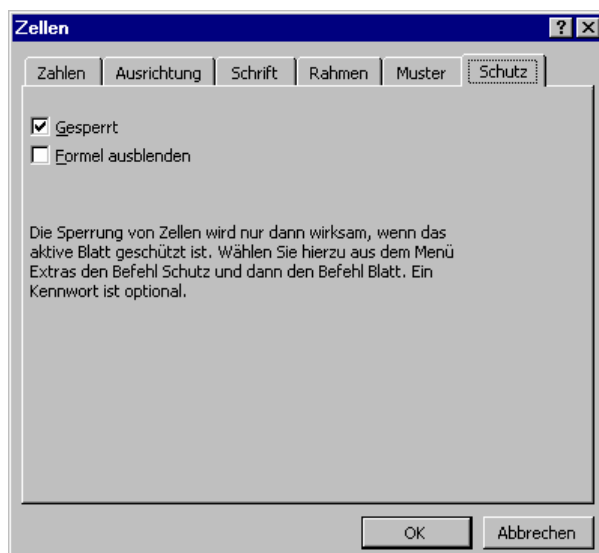 Zellen
Zahlen Ausrichtung Schrift Rahmen Muster Schutz
Gesperrt
Formel ausblenden
Die Sperrung von Zellen wird nur dann wirksam, wenn das
aktive Blatt geschützt ist. Wählen Sie hierzu aus dem Menü
Extras den Befehl Schutz und dann den Befehl Blatt. Ein
Kennwort ist optional.
OK Abbrechen